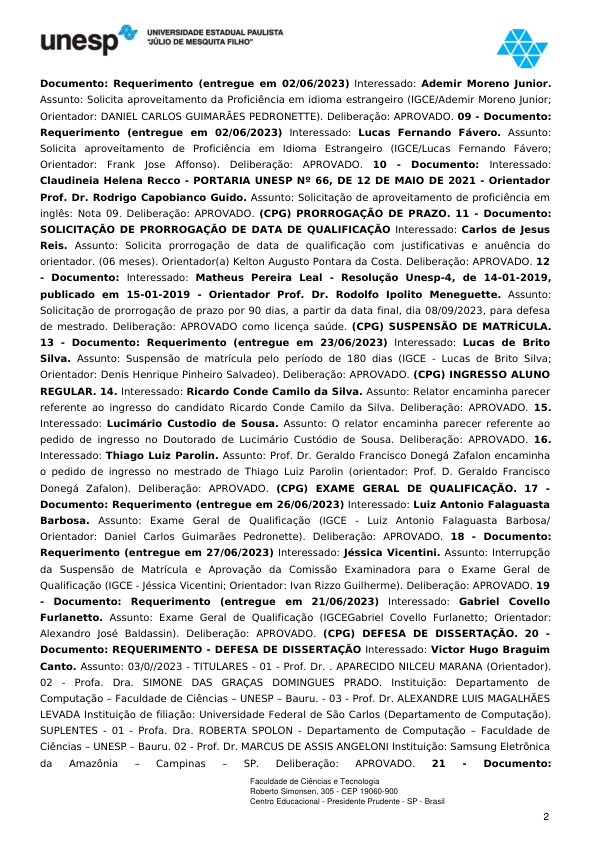 unesp
UNIVERSIDADE ESTADUAL PAULISTA
"JÚLIO DE MESQUITA FILHO"
Documento: Requerimento (entregue em 02/06/2023) Interessado: Ademir Moreno Junior.
Assunto: Solicita aproveitamento da Proficiência em idioma estrangeiro (IGCE/Ademir Moreno Junior;
Orientador: DANIEL CARLOS GUIMARÃES PEDRONETTE). Deliberação: APROVADO. 09 - Documento:
Requerimento (entregue em 02/06/2023) Interessado: Lucas Fernando Fávero. Assunto:
Solicita aproveitamento de Proficiência em Idioma Estrangeiro (IGCE/Lucas Fernando Fávero;
Orientador: Frank Jose Affonso). Deliberação: APROVADO. 10 - Documento: Interessado:
Claudineia Helena Recco - PORTARIA UNESP Nº 66, DE 12 DE MAIO DE 2021 - Orientador
Prof. Dr. Rodrigo Capobianco Guido. Assunto: Solicitação de aproveitamento de proficiência em
inglês: Nota 09. Deliberação: APROVADO. (CPG) PRORROGAÇÃO DE PRAZO. 11 - Documento:
SOLICITAÇÃO DE PRORROGAÇÃO DE DATA DE QUALIFICAÇÃO Interessado: Carlos de Jesus
Reis. Assunto: Solicita prorrogação de data de qualificação com justificativas e anuência do
orientador. (06 meses). Orientador(a) Kelton Augusto Pontara da Costa. Deliberação: APROVADO. 12
- Documento: Interessado: Matheus Pereira Leal - Resolução Unesp-4, de 14-01-2019,
publicado em 15-01-2019 - Orientador Prof. Dr. Rodolfo Ipolito Meneguette. Assunto:
Solicitação de prorrogação de prazo por 90 dias, a partir da data final, dia 08/09/2023, para defesa
de mestrado. Deliberação: APROVADO como licença saúde. (CPG) SUSPENSÃO DE MATRÍCULA.
13 - Documento: Requerimento (entregue em 23/06/2023) Interessado: Lucas de Brito
Silva. Assunto: Suspensão de matrícula pelo período de 180 dias (IGCE - Lucas de Brito Silva;
Orientador: Denis Henrique Pinheiro Salvadeo). Deliberação: APROVADO. (CPG) INGRESSO ALUNO
REGULAR. 14. Interessado: Ricardo Conde Camilo da Silva. Assunto: Relator encaminha parecer
referente ao ingresso do candidato Ricardo Conde Camilo da Silva. Deliberação: APROVADO. 15.
Interessado: Lucimário Custodio de Sousa. Assunto: O relator encaminha parecer referente ao
pedido de ingresso no Doutorado de Lucimário Custódio de Sousa. Deliberação: APROVADO. 16.
Interessado: Thiago Luiz Parolin. Assunto: Prof. Dr. Geraldo Francisco Donegá Zafalon encaminha
o pedido de ingresso no mestrado de Thiago Luiz Parolin (orientador: Prof. D. Geraldo Francisco
Donegá Zafalon). Deliberação: APROVADO. (CPG) EXAME GERAL DE QUALIFICAÇÃO. 17 -
Documento: Requerimento (entregue em 26/06/2023) Interessado: Luiz Antonio Falaguasta
Barbosa. Assunto: Exame Geral de Qualificação (IGCE - Luiz Antonio Falaguasta Barbosa/
Orientador: Daniel Carlos Guimarães Pedronette). Deliberação: APROVADO. 18 - Documento:
Requerimento (entregue em 27/06/2023) Interessado: Jéssica Vicentini. Assunto: Interrupção
da Suspensão de Matrícula e Aprovação da Comissão Examinadora para o Exame Geral de
Qualificação (IGCE - Jéssica Vicentini; Orientador: Ivan Rizzo Guilherme). Deliberação: APROVADO. 19
- Documento: Requerimento (entregue em 21/06/2023) Interessado: Gabriel Covello
Furlanetto. Assunto: Exame Geral de Qualificação (IGCEGabriel Covello Furlanetto; Orientador:
Alexandro José Baldassin). Deliberação: APROVADO. (CPG) DEFESA DE DISSERTAÇÃO. 20 -
Documento: REQUERIMENTO - DEFESA DE DISSERTAÇÃO Interessado: Victor Hugo Braguim
Canto. Assunto: 03/0//2023 - TITULARES - 01 - Prof. Dr. . APARECIDO NILCEU MARANA (Orientador).
02 - Profa. Dra. SIMONE DAS GRAÇAS DOMINGUES PRADO. Instituição: Departamento de
Computação – Faculdade de Ciências – UNESP – Bauru. - 03 - Prof. Dr. ALEXANDRE LUIS MAGALHÃES
LEVADA Instituição de filiação: Universidade Federal de São Carlos (Departamento de Computação).
SUPLENTES - 01 - Profa. Dra. ROBERTA SPOLON - Departamento de Computação – Faculdade de
Ciências – UNESP – Bauru. 02 - Prof. Dr. MARCUS DE ASSIS ANGELONI Instituição: Samsung Eletrônica
da Amazônia – Campinas – SP. Deliberação: APROVADO. 21 - Documento:
Faculdade de Ciências e Tecnologia
Roberto Simonsen, 305 - CEP 19060-900
Centro Educacional - Presidente Prudente - SP - Brasil
2